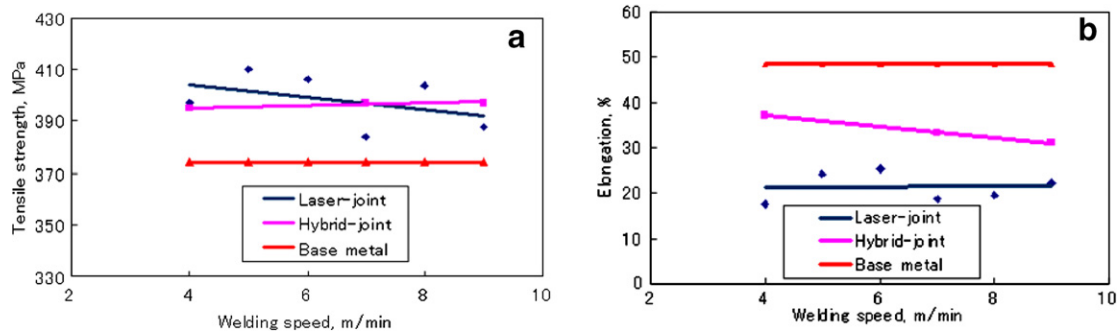 a
Tensile strength, MPa
430
410
390
370
350
330
2
4
6
8
10
Welding speed, m/min
Laser-joint
Hybrid-joint
Base metal
b
Elongation, %
60
50
40
30
20
10
0
2
4
6
8
10
Welding speed, m/min
Laser-joint
Hybrid-joint
Base metal